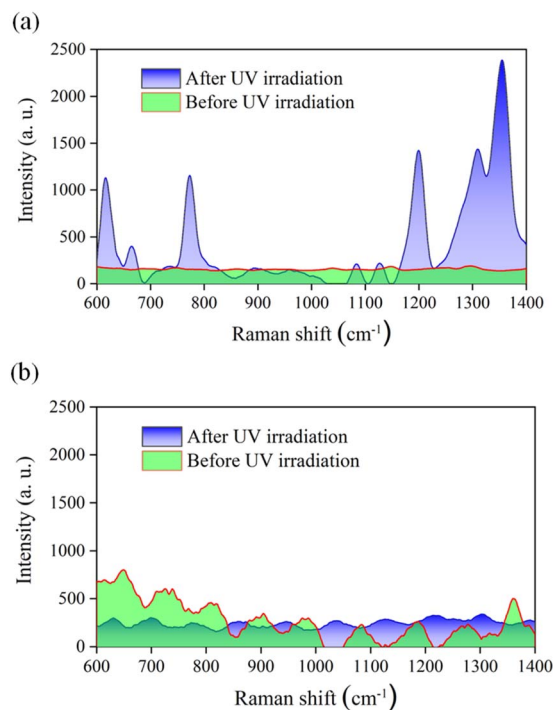 (a)
2500
2000
1500
1000
500
0
Intensity (a. u.)
After UV irradiation
Before UV irradiation
600 700 800 900 1000 1100 1200 1300 1400
Raman shift (cm⁻¹)
(b)
2500
2000
1500
1000
500
0
Intensity (a. u.)
After UV irradiation
Before UV irradiation
600 700 800 900 1000 1100 1200 1300 1400
Raman shift (cm⁻¹)